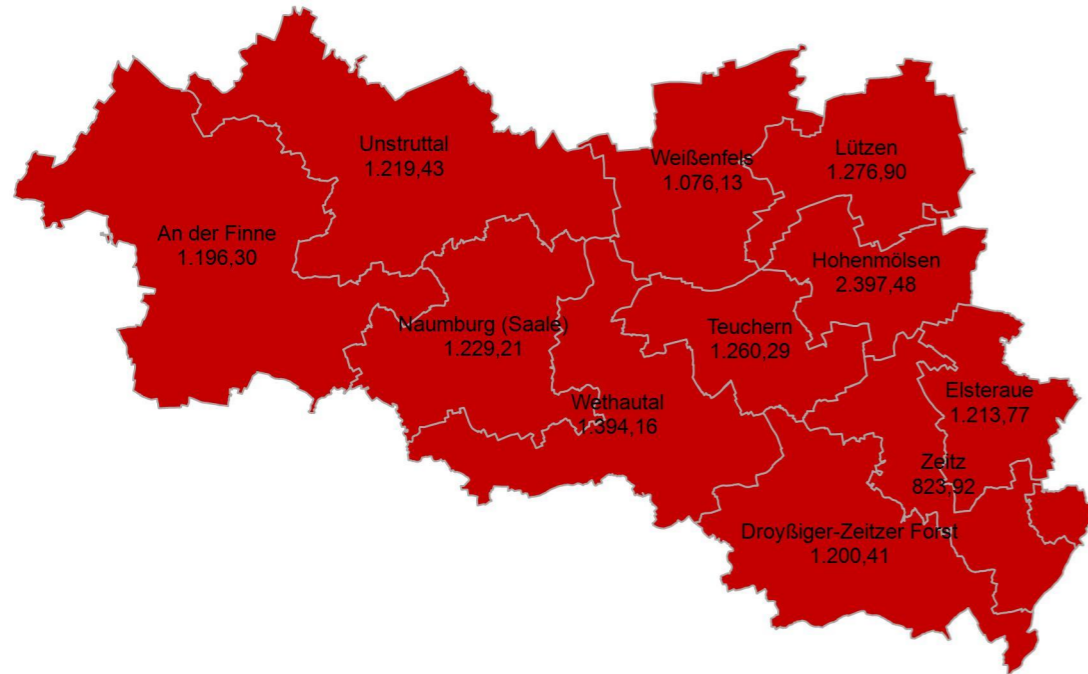 Unstruttal
1.219,43
Weißenfels
1.076,13
Lützen
1.276,90
An der Finne
1.196,30
Hohenmölsen
2.397,48
Naumburg (Saale)
1.229,21
Teuchern
1.260,29
Wethautal
1.394,16
Elsteraue
1.213,77
Zeitz
823,92
Droyßiger-Zeitzer Forst
1.200,41